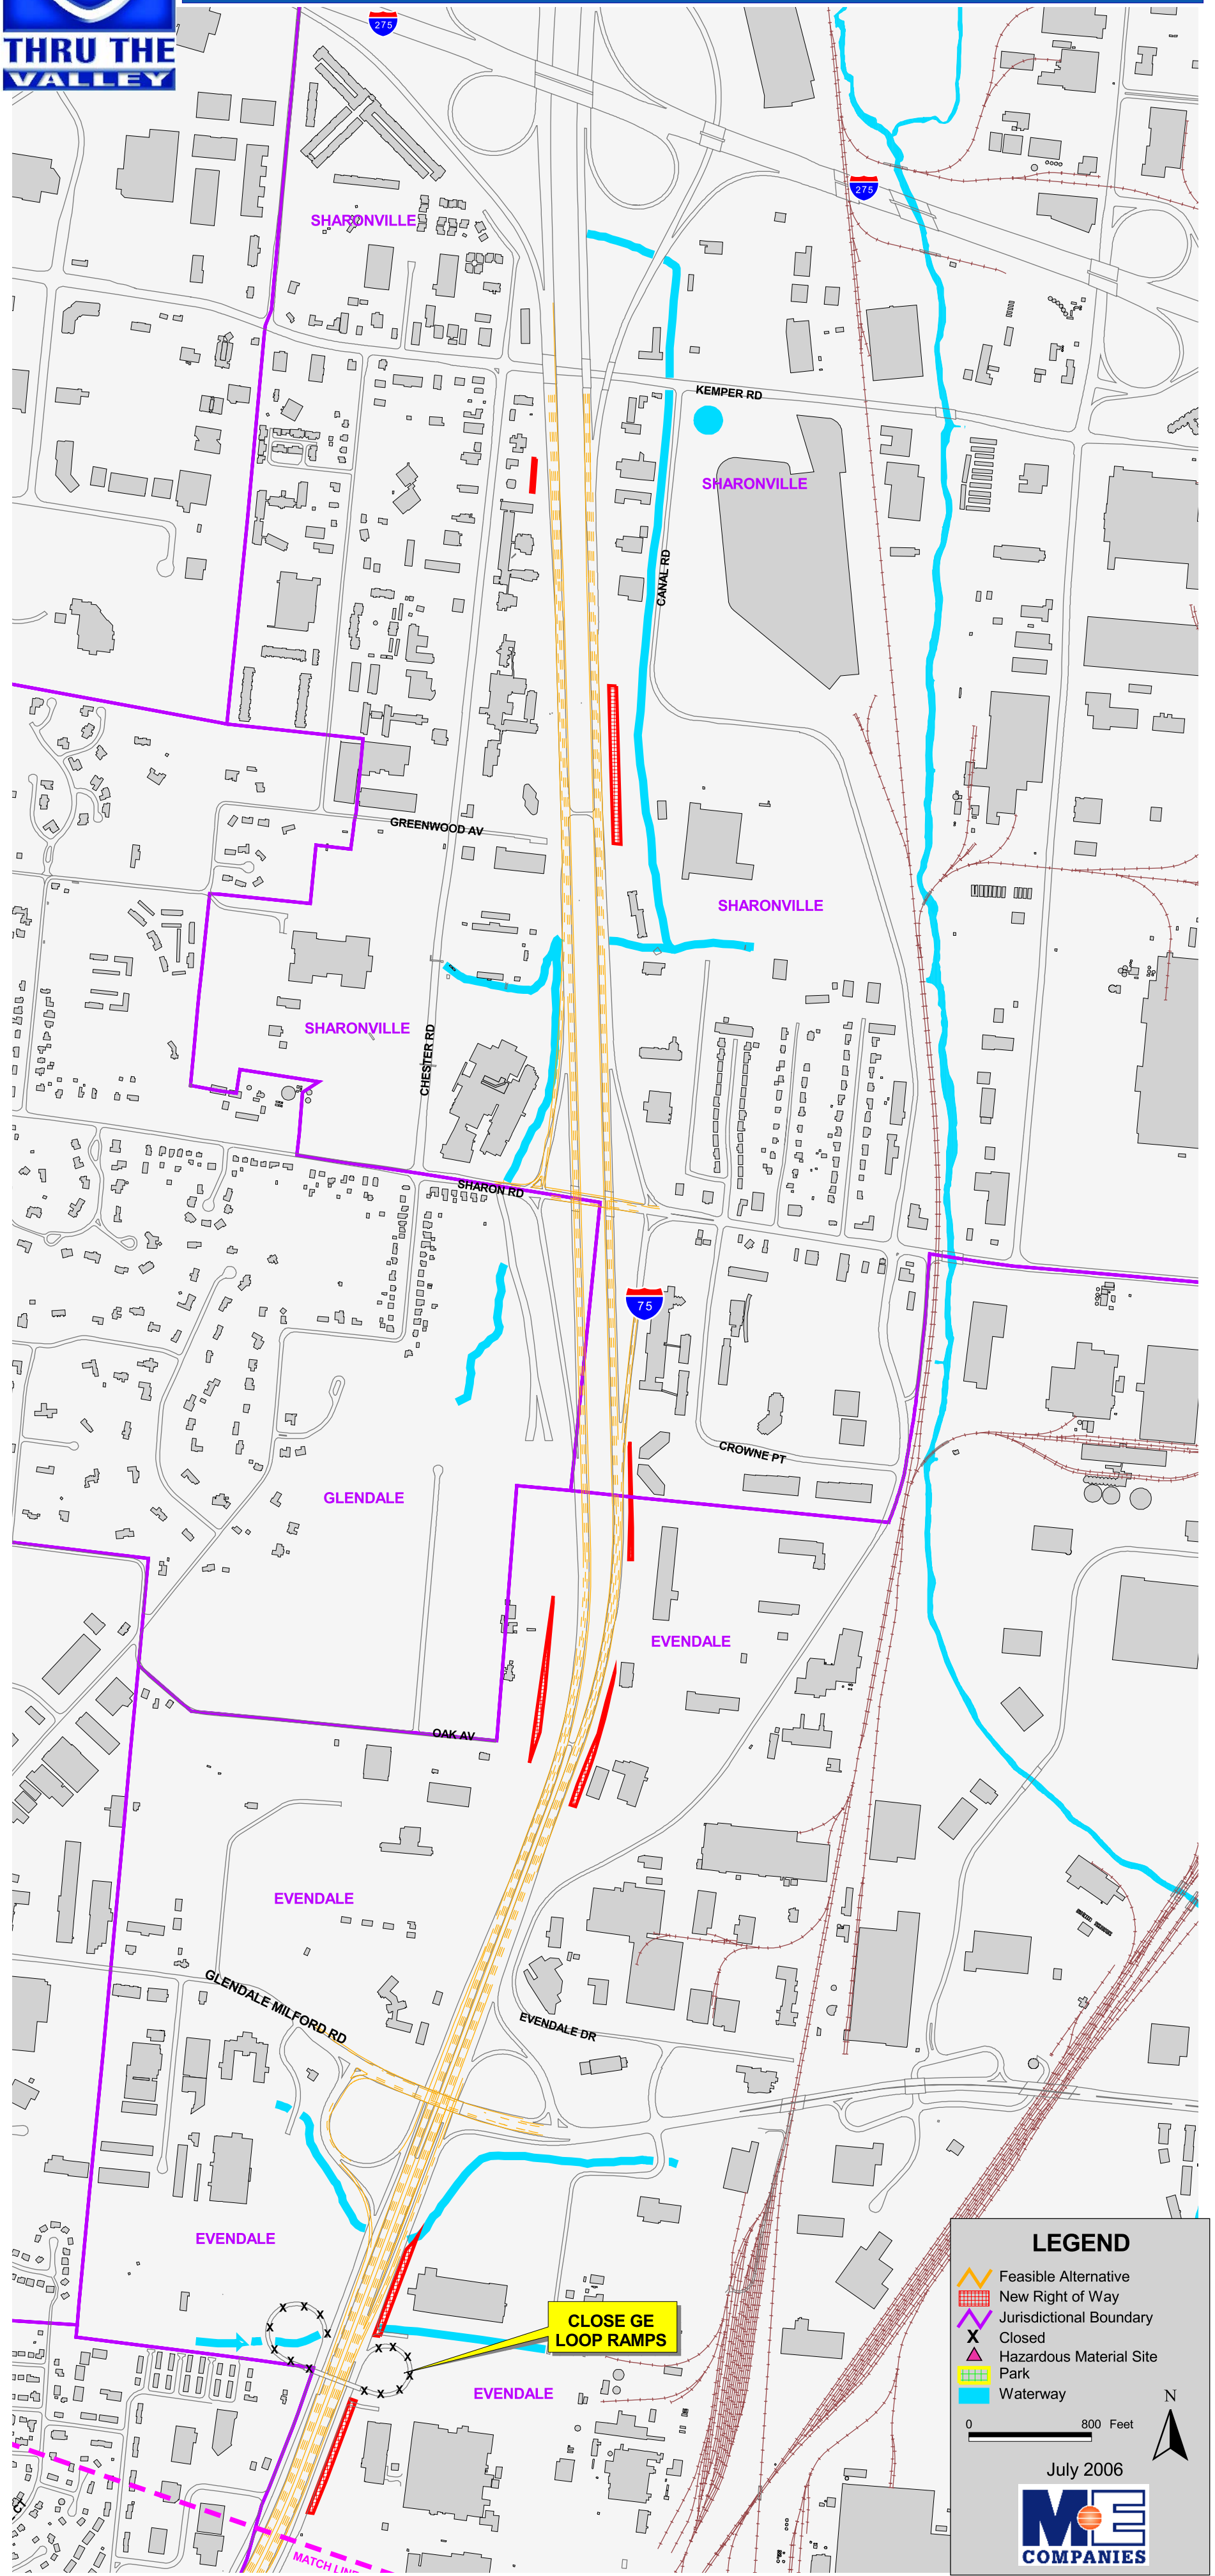 THRU THE
VALLEY
275
275
SHARONVILLE
KEMPER RD
SHARONVILLE
CANAL RD
GREENWOOD AV
SHARONVILLE
SHARONVILLE
CHESTER RD
SHARON RD
75
CROWNE PT
GLENDALE
EVENDALE
OAK AV
EVENDALE
GLENDALE MILFORD RD
EVENDALE DR
EVENDALE
CLOSE GE
LOOP RAMPS
EVENDALE
X X X X X X X X X
X X X X X X X X
CT
MATCH LINE
LEGEND
Feasible Alternative
New Right of Way
Jurisdictional Boundary
X Closed
Hazardous Material Site
Park
Waterway
N
0 800 Feet
July 2006
M E
COMPANIES